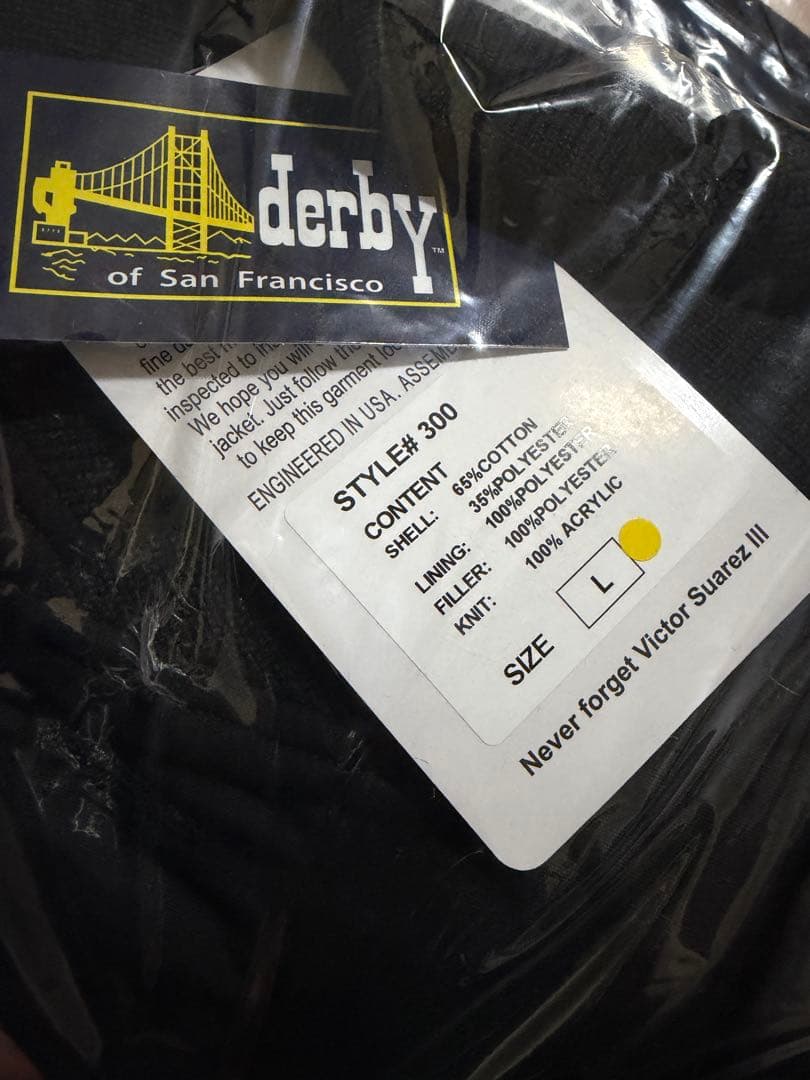 derby™
of San Francisco
fine
the best
inspected to
We hope you will
jacket. Just follow
to keep this garment
ENGINEERED IN USA.
STYLE# 300
CONTENT
SHELL: 65%COTTON
35%POLYESTER
LINING: 100%POLYESTER
FILLER: 100%POLYESTER
KNIT: 100% ACRYLIC
SIZE L
Never forget Victor Suarez III